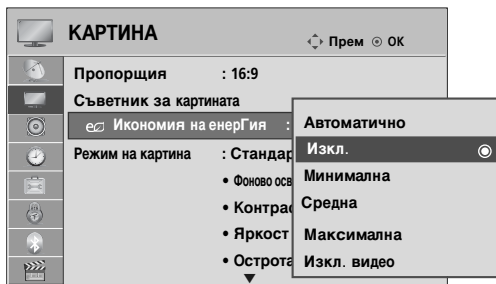 КАРТИНА
Прем ⊙ ОК
Пропорщия : 16:9
Съветник за картината
Икономия на енерГия :
Режим на картина : Стандар
• Фоново осв
• Контрас
• Яркост
• Острота
Автоматично
Изкл.
Минимална
Средна
Максимална
Изкл. видео